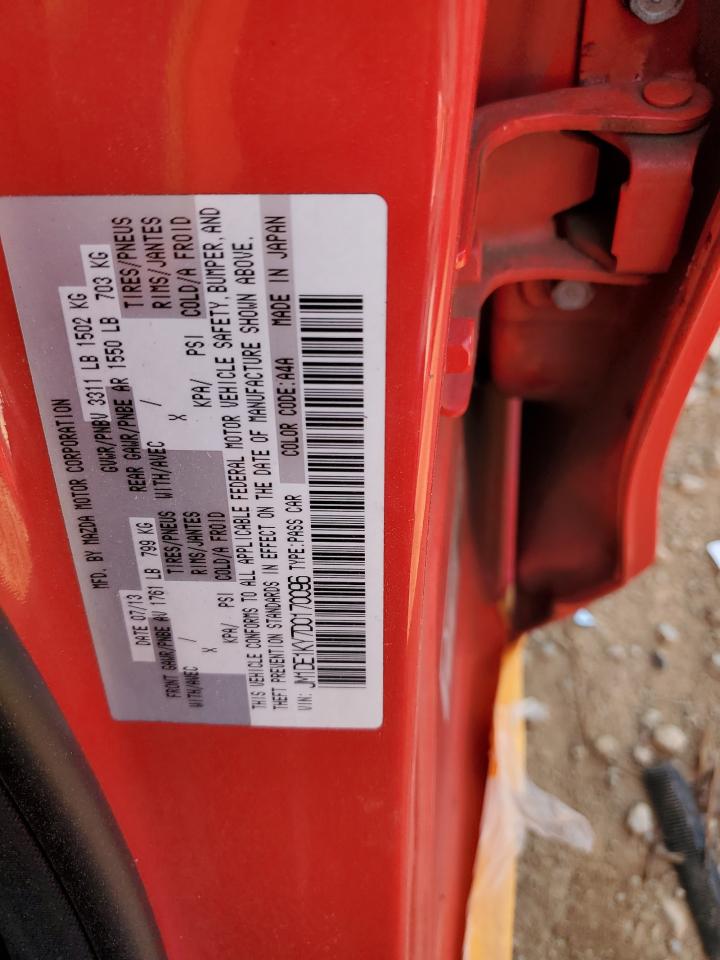 MFD. BY MAZDA MOTOR CORPORATION
DATE 07/13 GVWR/PNBV 3311 LB 1502 KG
FRONT GAWR/PNBE AV 1761 LB 799 KG REAR GAWR/PNBE AR 1550 LB 703 KG
WITH/AVEC / TIRES/PNEUS WITH/AVEC / TIRES/PNEUS
X RIMS/JANTES X RIMS/JANTES
KPA/ PSI COLD/A FROID KPA/ PSI COLD/A FROID
THIS VEHICLE CONFORMS TO ALL APPLICABLE FEDERAL MOTOR VEHICLE SAFETY, BUMPER, AND
THEFT PREVENTION STANDARDS IN EFFECT ON THE DATE OF MANUFACTURE SHOWN ABOVE.
VIN: JM1DE1KY7D0170096 TYPE:PASS CAR COLOR CODE:A4A MADE IN JAPAN